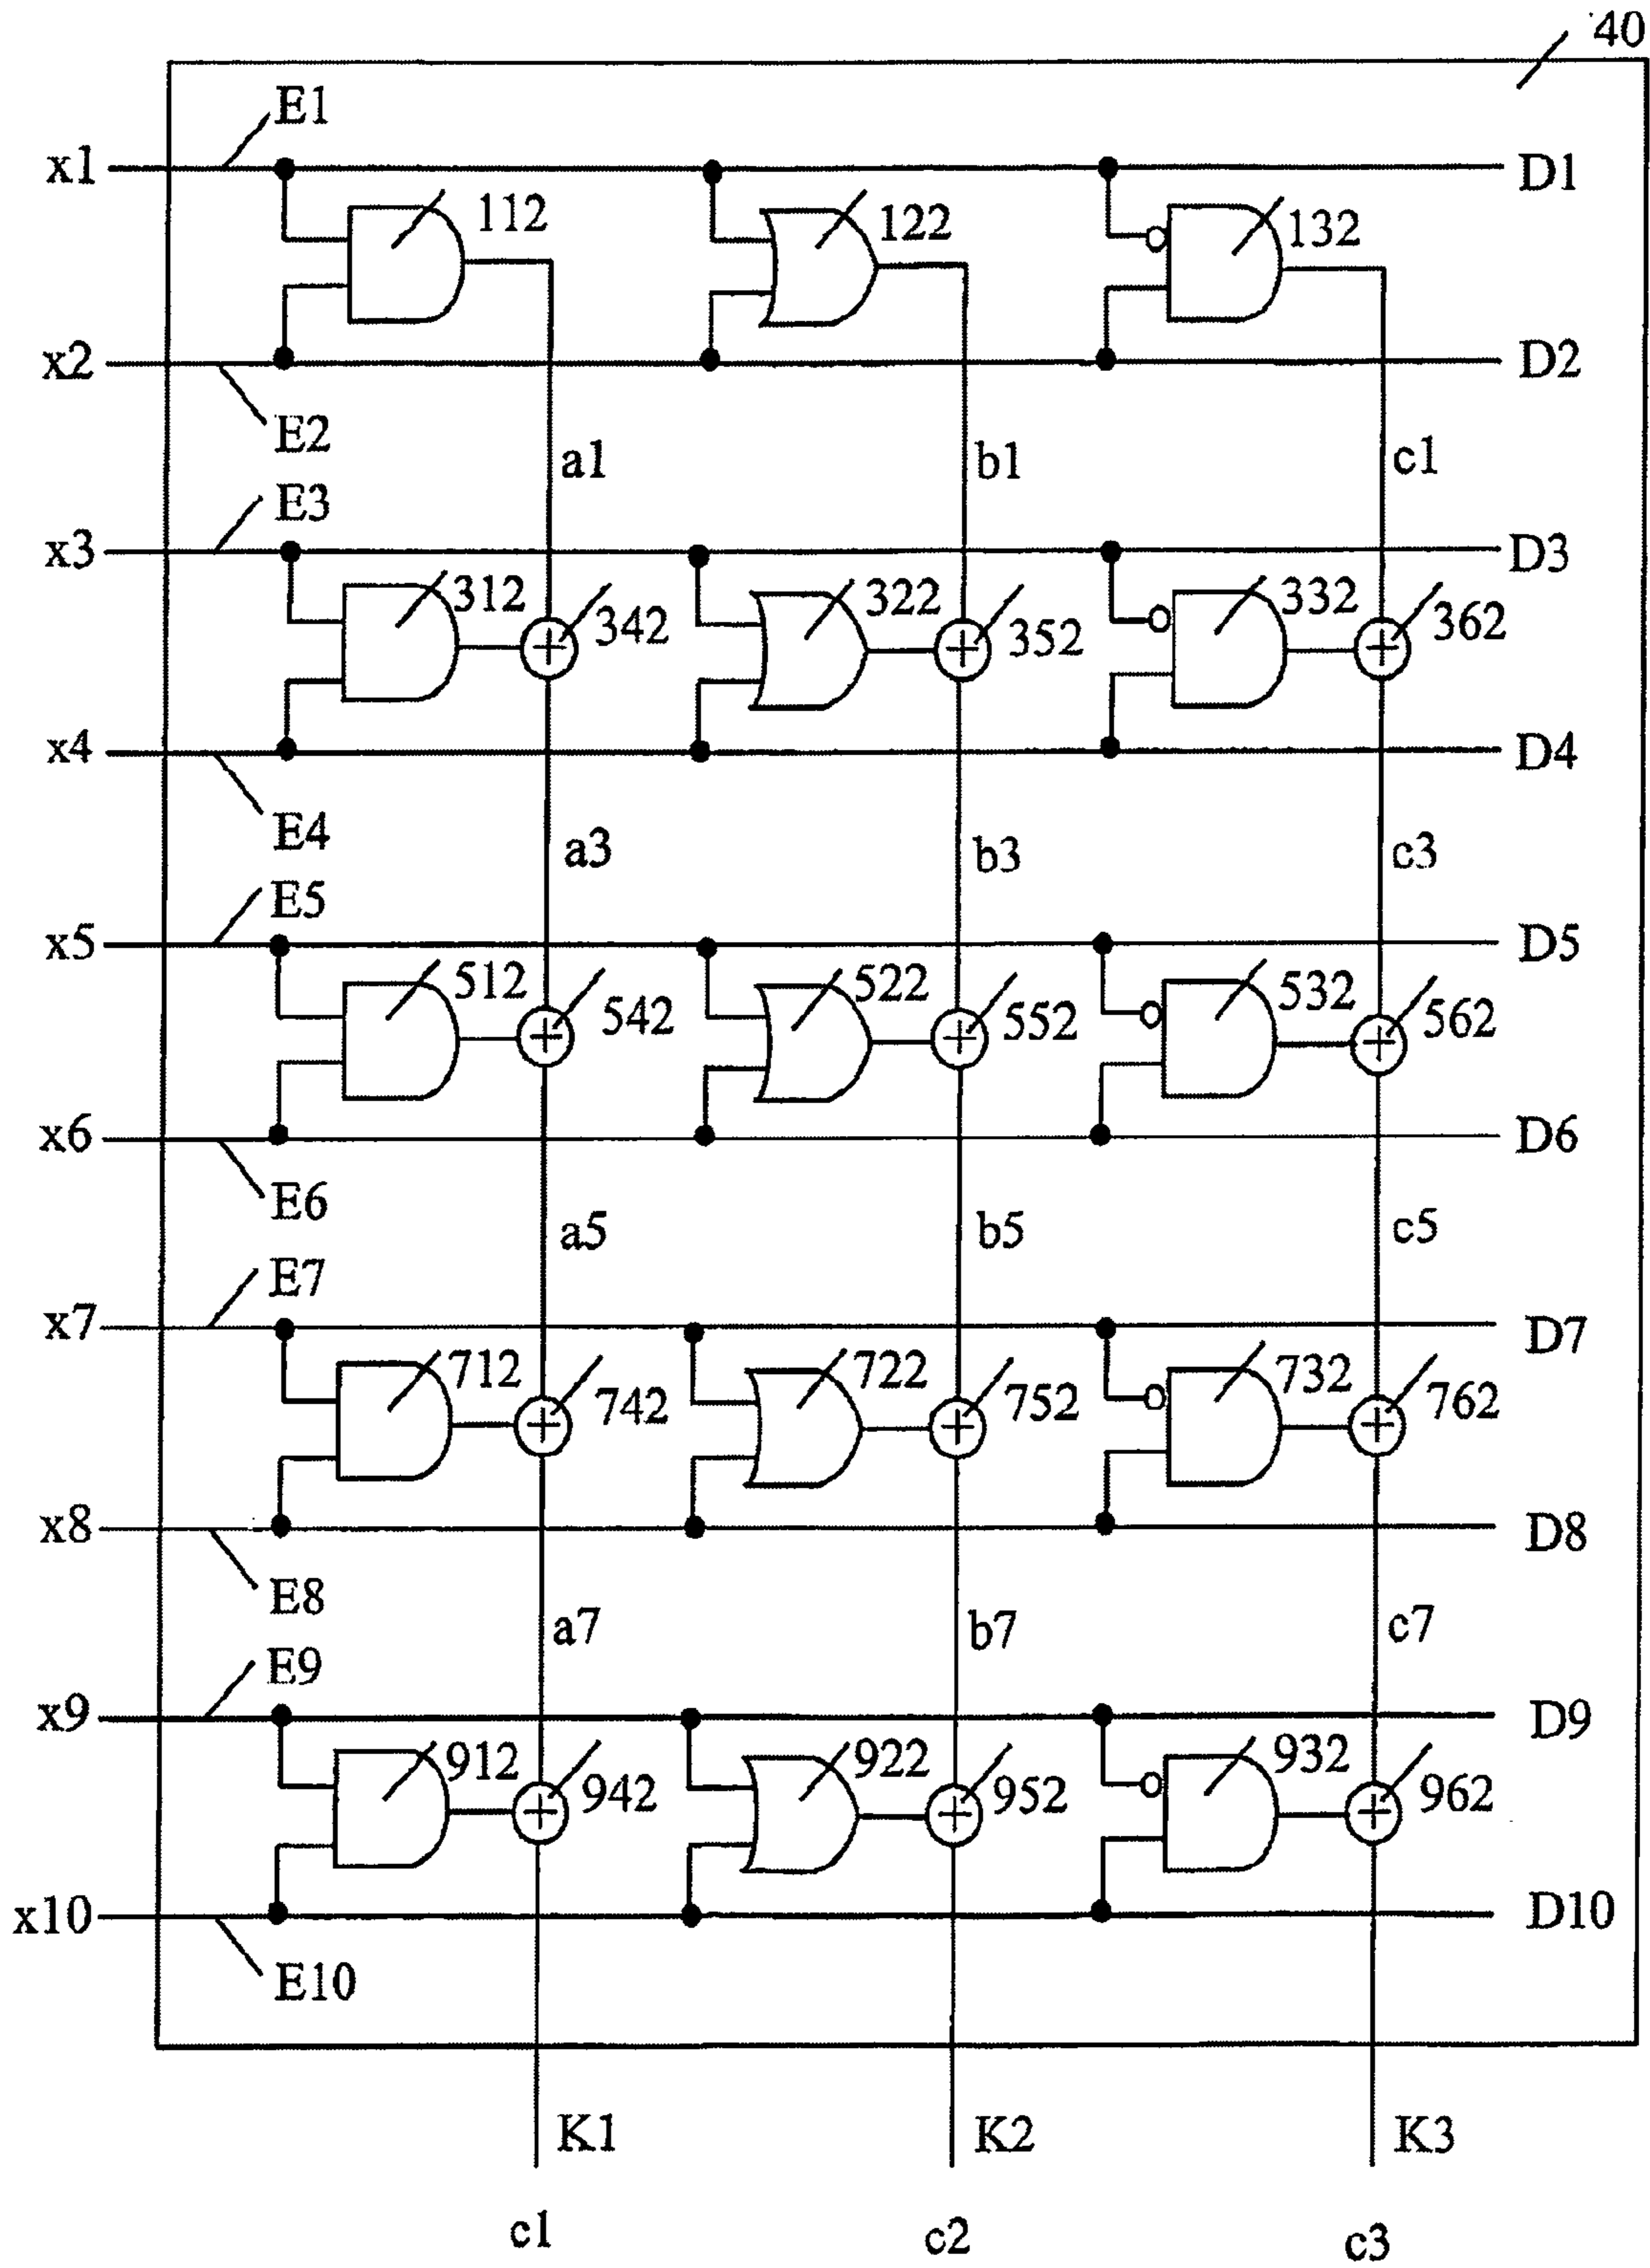 40
E1
x1 D1
112 122 132
x2 D2
E2
a1 b1 c1
E3
x3 D3
312 342 322 352 332 362
x4 D4
E4
a3 b3 c3
E5
x5 D5
512 542 522 552 532 562
x6 D6
E6
a5 b5 c5
E7
x7 D7
712 742 722 752 732 762
x8 D8
E8
a7 b7 c7
E9
x9 D9
912 942 922 952 932 962
x10 D10
E10
K1 K2 K3
c1 c2 c3